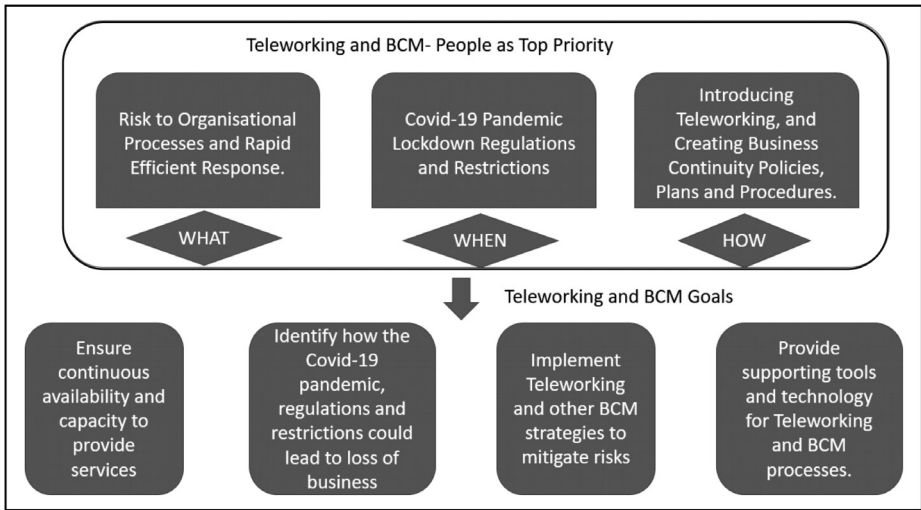 Teleworking and BCM- People as Top Priority
Risk to Organisational
Processes and Rapid
Efficient Response.
WHAT
Covid-19 Pandemic
Lockdown Regulations
and Restrictions
WHEN
Introducing
Teleworking, and
Creating Business
Continuity Policies,
Plans and Procedures.
HOW
Teleworking and BCM Goals
Ensure
continuous
availability and
capacity to
provide
services
Identify how the
Covid-19
pandemic,
regulations and
restrictions could
lead to loss of
business
Implement
Teleworking
and other BCM
strategies to
mitigate risks
Provide
supporting tools
and technology
for Teleworking
and BCM
processes.